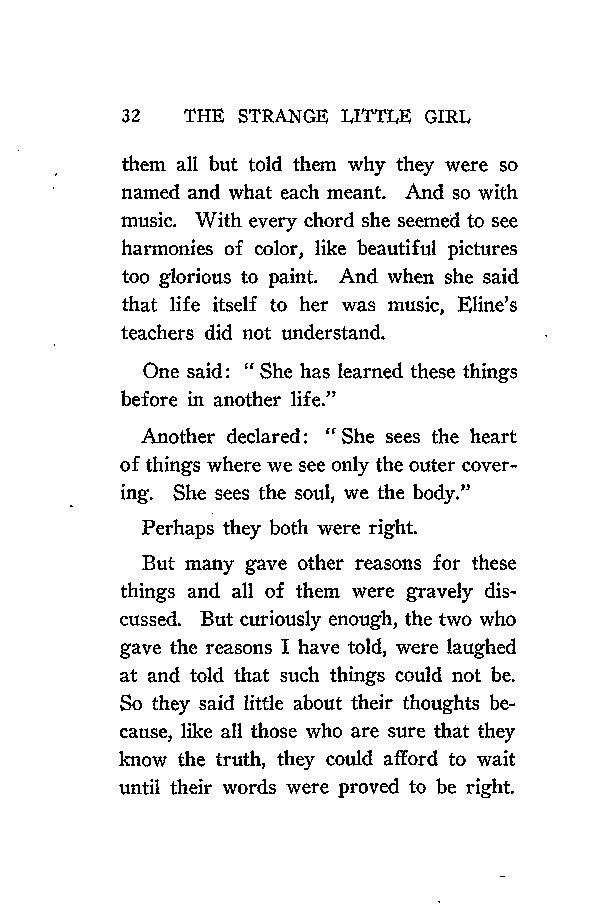 32 THE STRANGE LITTLE GIRL
them all but told them why they were so
named and what each meant. And so with
music. With every chord she seemed to see
harmonies of color, like beautiful pictures
too glorious to paint. And when she said
that life itself to her was music, Eline's
teachers did not understand.
One said: “ She has learned these things
before in another life.”
Another declared: “ She sees the heart
of things where we see only the outer cover-
ing. She sees the soul, we the body.”
Perhaps they both were right.
But many gave other reasons for these
things and all of them were gravely dis-
cussed. But curiously enough, the two who
gave the reasons I have told, were laughed
at and told that such things could not be.
So they said little about their thoughts be-
cause, like all those who are sure that they
know the truth, they could afford to wait
until their words were proved to be right.